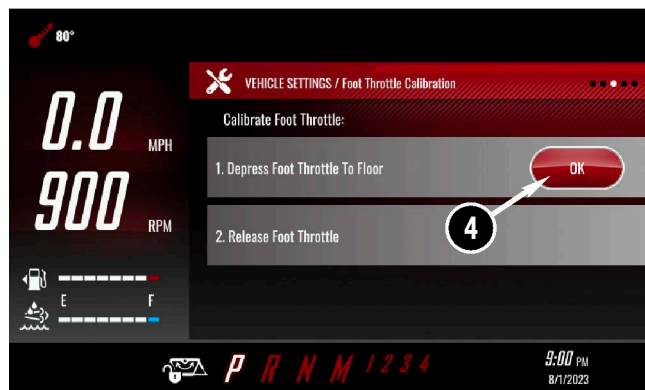 80°
VEHICLE SETTINGS / Foot Throttle Calibration
Calibrate Foot Throttle:
0.0 MPH
1. Depress Foot Throttle To Floor
OK
900 RPM
2. Release Foot Throttle
4
E F
P R N M 1 2 3 4
9:00 PM
8/1/2023